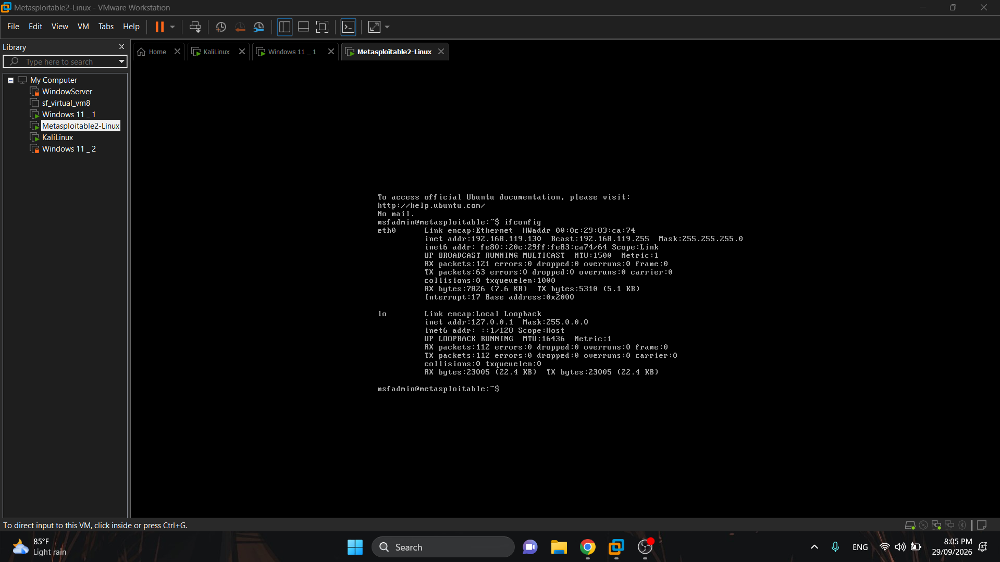 Metasploitable2-Linux - VMware Workstation
File Edit View VM Tabs Help
Library
Type here to search
My Computer
WindowServer
sf_virtual_vm8
Windows 11 _ 1
Metasploitable2-Linux
KaliLinux
Windows 11 _ 2
Home KaliLinux Windows 11 _ 1 Metasploitable2-Linux
To access official Ubuntu documentation, please visit:
http://help.ubuntu.com/
No mail.
msfadmin@metasploitable:~$ ifconfig
eth0      Link encap:Ethernet  HWaddr 00:0c:29:83:ca:74
          inet addr:192.168.119.130  Bcast:192.168.119.255  Mask:255.255.255.0
          inet6 addr: fe80::20c:29ff:fe83:ca74/64 Scope:Link
          UP BROADCAST RUNNING MULTICAST  MTU:1500  Metric:1
          RX packets:121 errors:0 dropped:0 overruns:0 frame:0
          TX packets:63 errors:0 dropped:0 overruns:0 carrier:0
          collisions:0 txqueuelen:1000
          RX bytes:7826 (7.6 KB)  TX bytes:5310 (5.1 KB)
          Interrupt:17 Base address:0x2000
lo        Link encap:Local Loopback
          inet addr:127.0.0.1  Mask:255.0.0.0
          inet6 addr: ::1/128 Scope:Host
          UP LOOPBACK RUNNING  MTU:16436  Metric:1
          RX packets:112 errors:0 dropped:0 overruns:0 frame:0
          TX packets:112 errors:0 dropped:0 overruns:0 carrier:0
          collisions:0 txqueuelen:0
          RX bytes:23005 (22.4 KB)  TX bytes:23005 (22.4 KB)
msfadmin@metasploitable:~$
To direct input to this VM, click inside or press Ctrl+G.
85°F
Light rain
Search
ENG
8:05 PM
29/09/2026